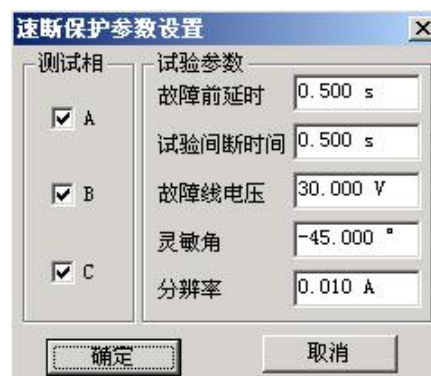 速断保护参数设置
测试相
A
B
C
试验参数
故障前延时 0.500 s
试验间断时间 0.500 s
故障线电压 30.000 V
灵敏角 -45.000 °
分辨率 0.010 A
确定
取消